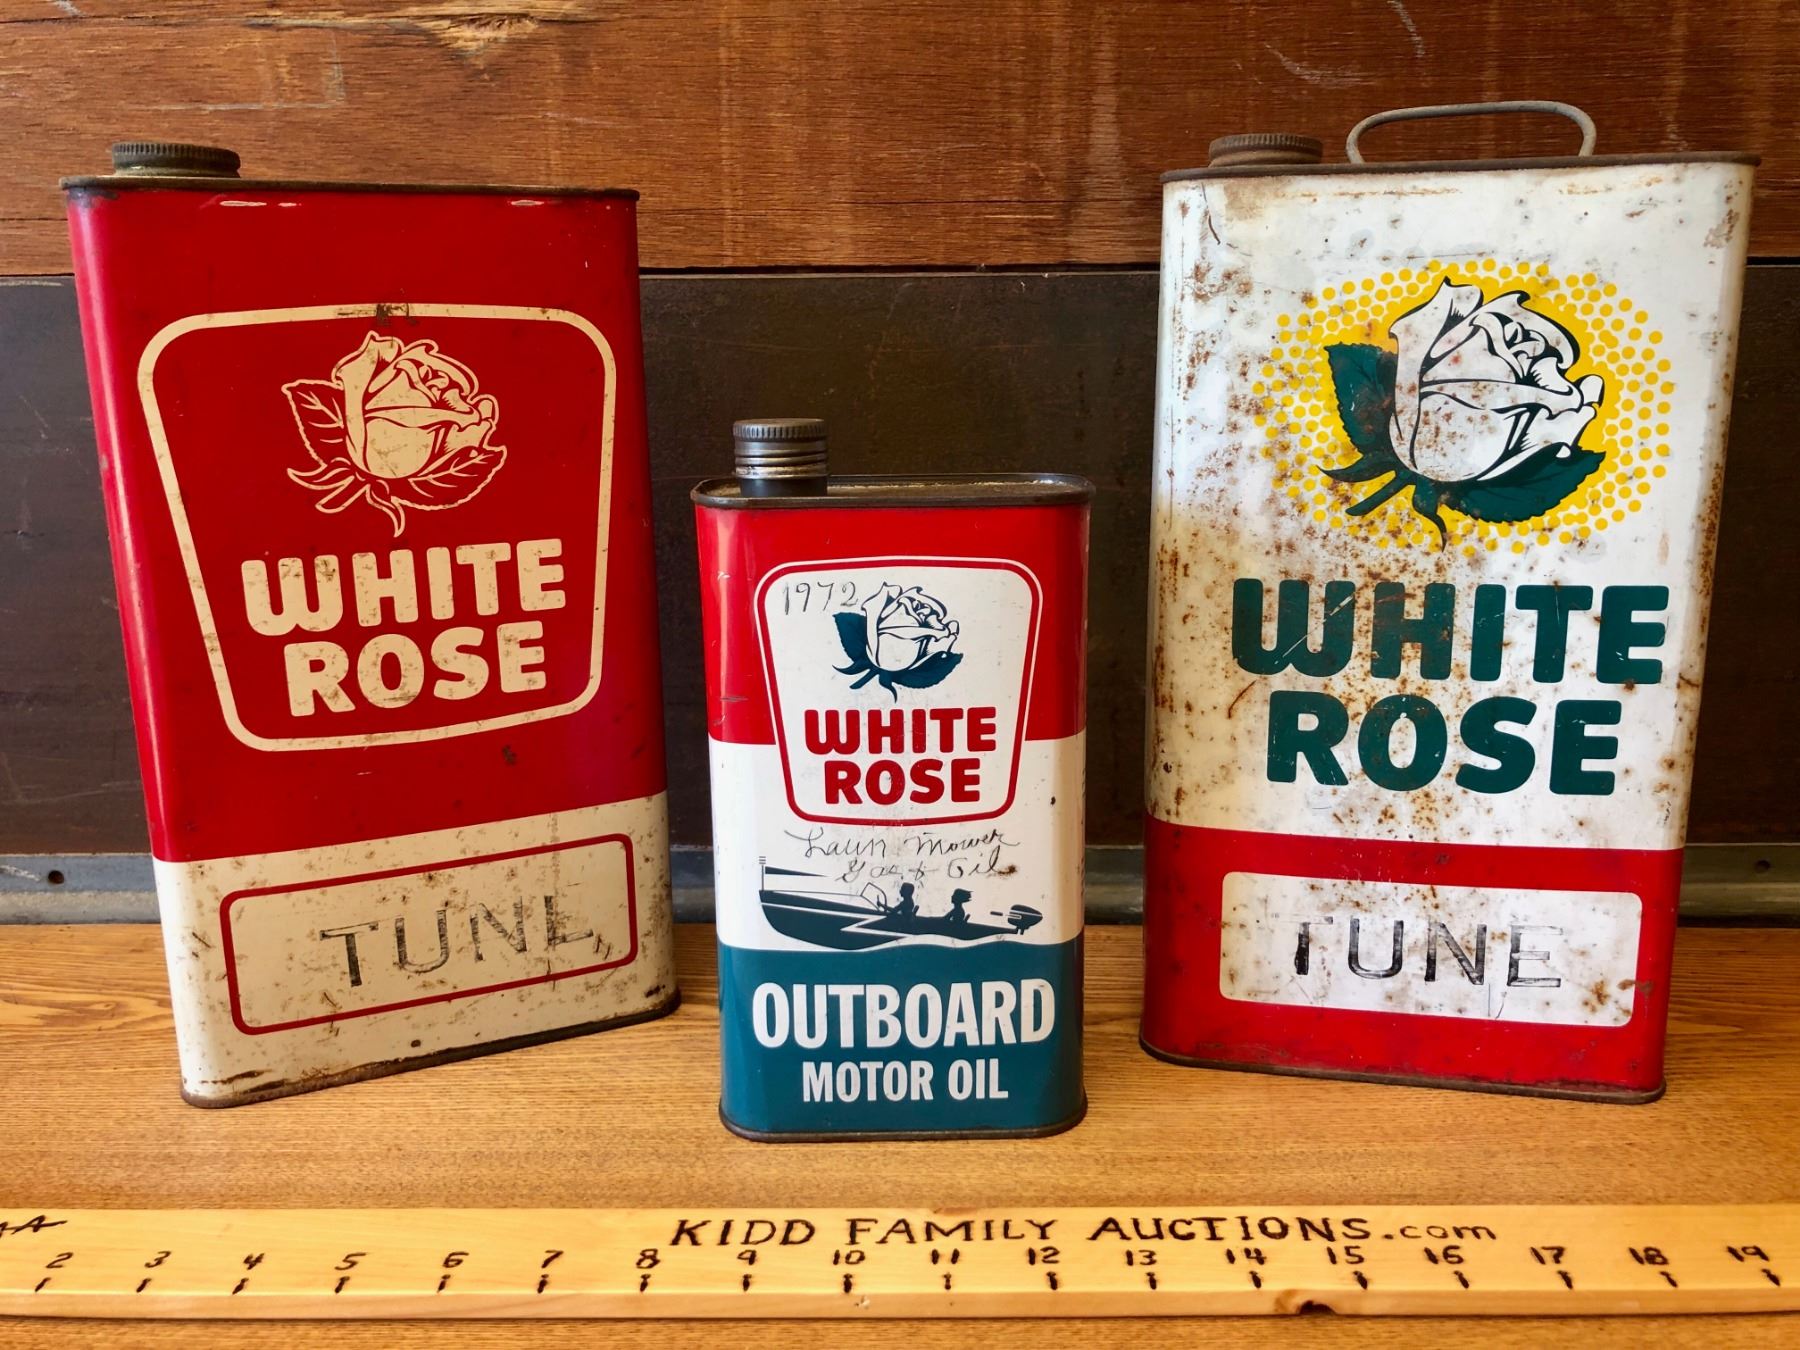 WHITE
ROSE
TUNE
1972
WHITE
ROSE
Lawn Mower
Gas & Oil
OUTBOARD
MOTOR OIL
WHITE
ROSE
TUNE
KIDD FAMILY AUCTIONS.com
2 3 4 5 6 7 8 9 10 11 12 13 14 15 16 17 18 19